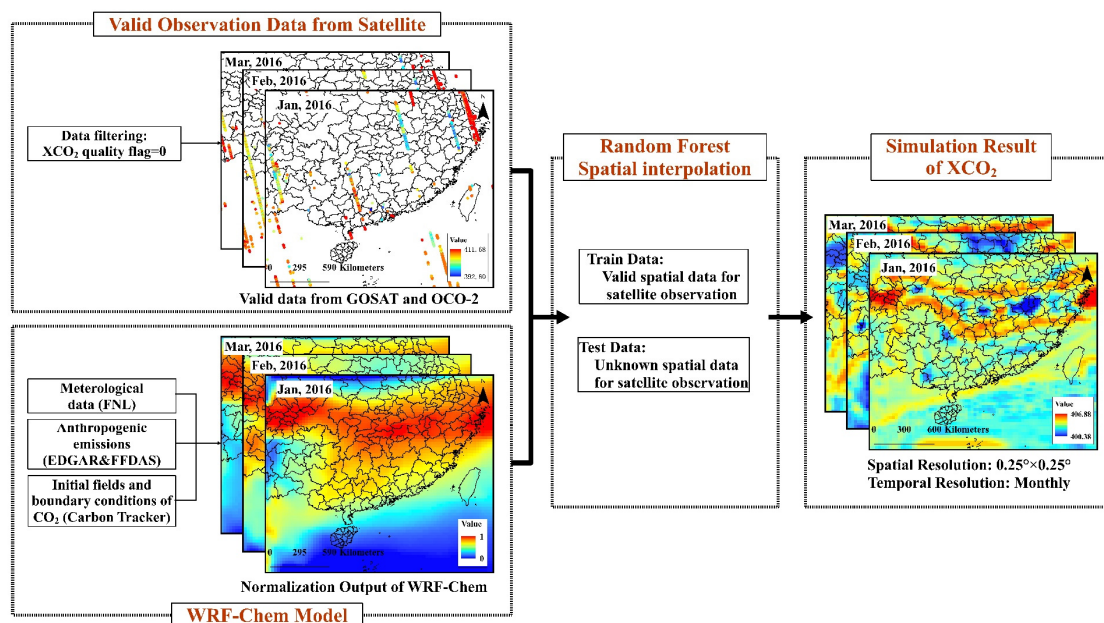 Valid Observation Data from Satellite
Data filtering:
XCO₂ quality flag=0
Mar, 2016
Feb, 2016
Jan, 2016
N
Value
411.68
392.60
0 295 590 Kilometers
Valid data from GOSAT and OCO-2
Meterological
data (FNL)
Anthropogenic
emissions
(EDGAR&FFDAS)
Initial fields and
boundary conditions of
CO₂ (Carbon Tracker)
Mar, 2016
Feb, 2016
Jan, 2016
N
Value
1
0
0 295 590 Kilometers
Normalization Output of WRF-Chem
WRF-Chem Model
Random Forest
Spatial interpolation
Train Data:
Valid spatial data for
satellite observation
Test Data:
Unknown spatial data
for satellite observation
Simulation Result
of XCO₂
Mar, 2016
Feb, 2016
Jan, 2016
N
Value
406.88
400.38
0 300 600 Kilometers
Spatial Resolution: 0.25°×0.25°
Temporal Resolution: Monthly